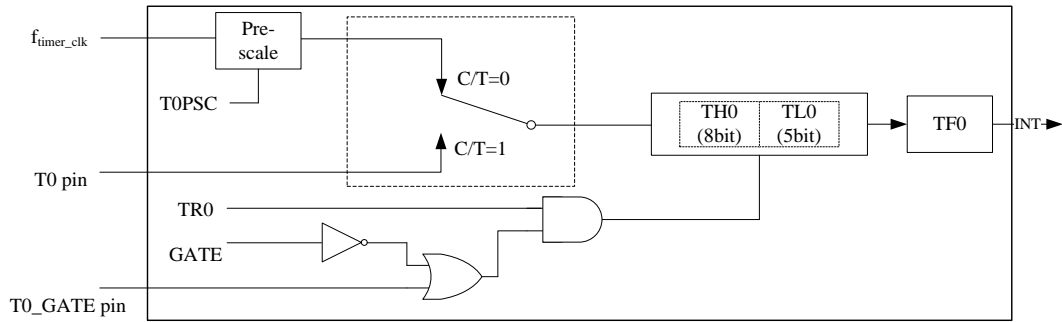 f_timer_clk
Pre-
scale
T0PSC
C/T=0
C/T=1
TH0
(8bit)
TL0
(5bit)
TF0
INT
T0 pin
TR0
GATE
T0_GATE pin